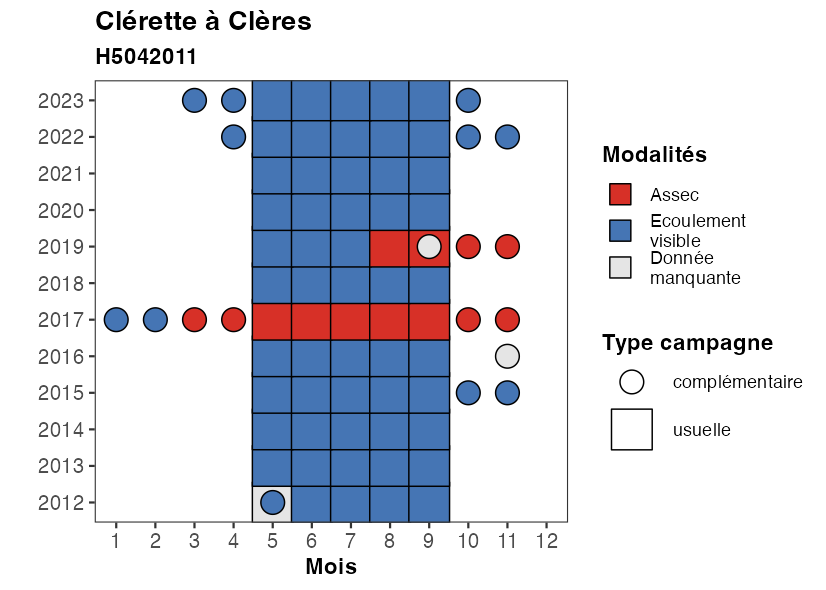 Clérette à Clères
H5042011
2023
2022
2021
2020
2019
2018
2017
2016
2015
2014
2013
2012
1 2 3 4 5 6 7 8 9 10 11 12
Mois
Modalités
Assec
Ecoulement
visible
Donnée
manquante
Type campagne
complémentaire
usuelle